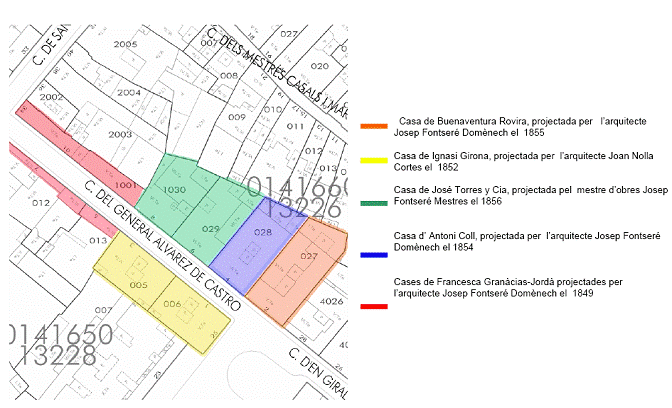 C. DE SA
C. DELS MESTRES CASALS I MAR
2005
007
027
008
2002
009
2004
010
2003
011
012
013
1001
1030
0141660
13226
012
029
028
C. DEL GENERAL ALVAREZ DE CASTRO
013
027
005
006
4026
007
0141650
13228
C. D'EN GIRAL
Casa de Buenaventura Rovira, projectada per l'arquitecte
Josep Fontseré Domènech el 1855
Casa de Ignasi Girona, projectada per l'arquitecte Joan Nolla
Cortes el 1852
Casa de José Torres y Cia, projectada pel mestre d'obres Josep
Fontseré Mestres el 1856
Casa d' Antoni Coll, projectada per l'arquitecte Josep Fontseré
Domènech el 1854
Cases de Francesca Granàcias-Jordà projectades per
l'arquitecte Josep Fontseré Domènech el 1849